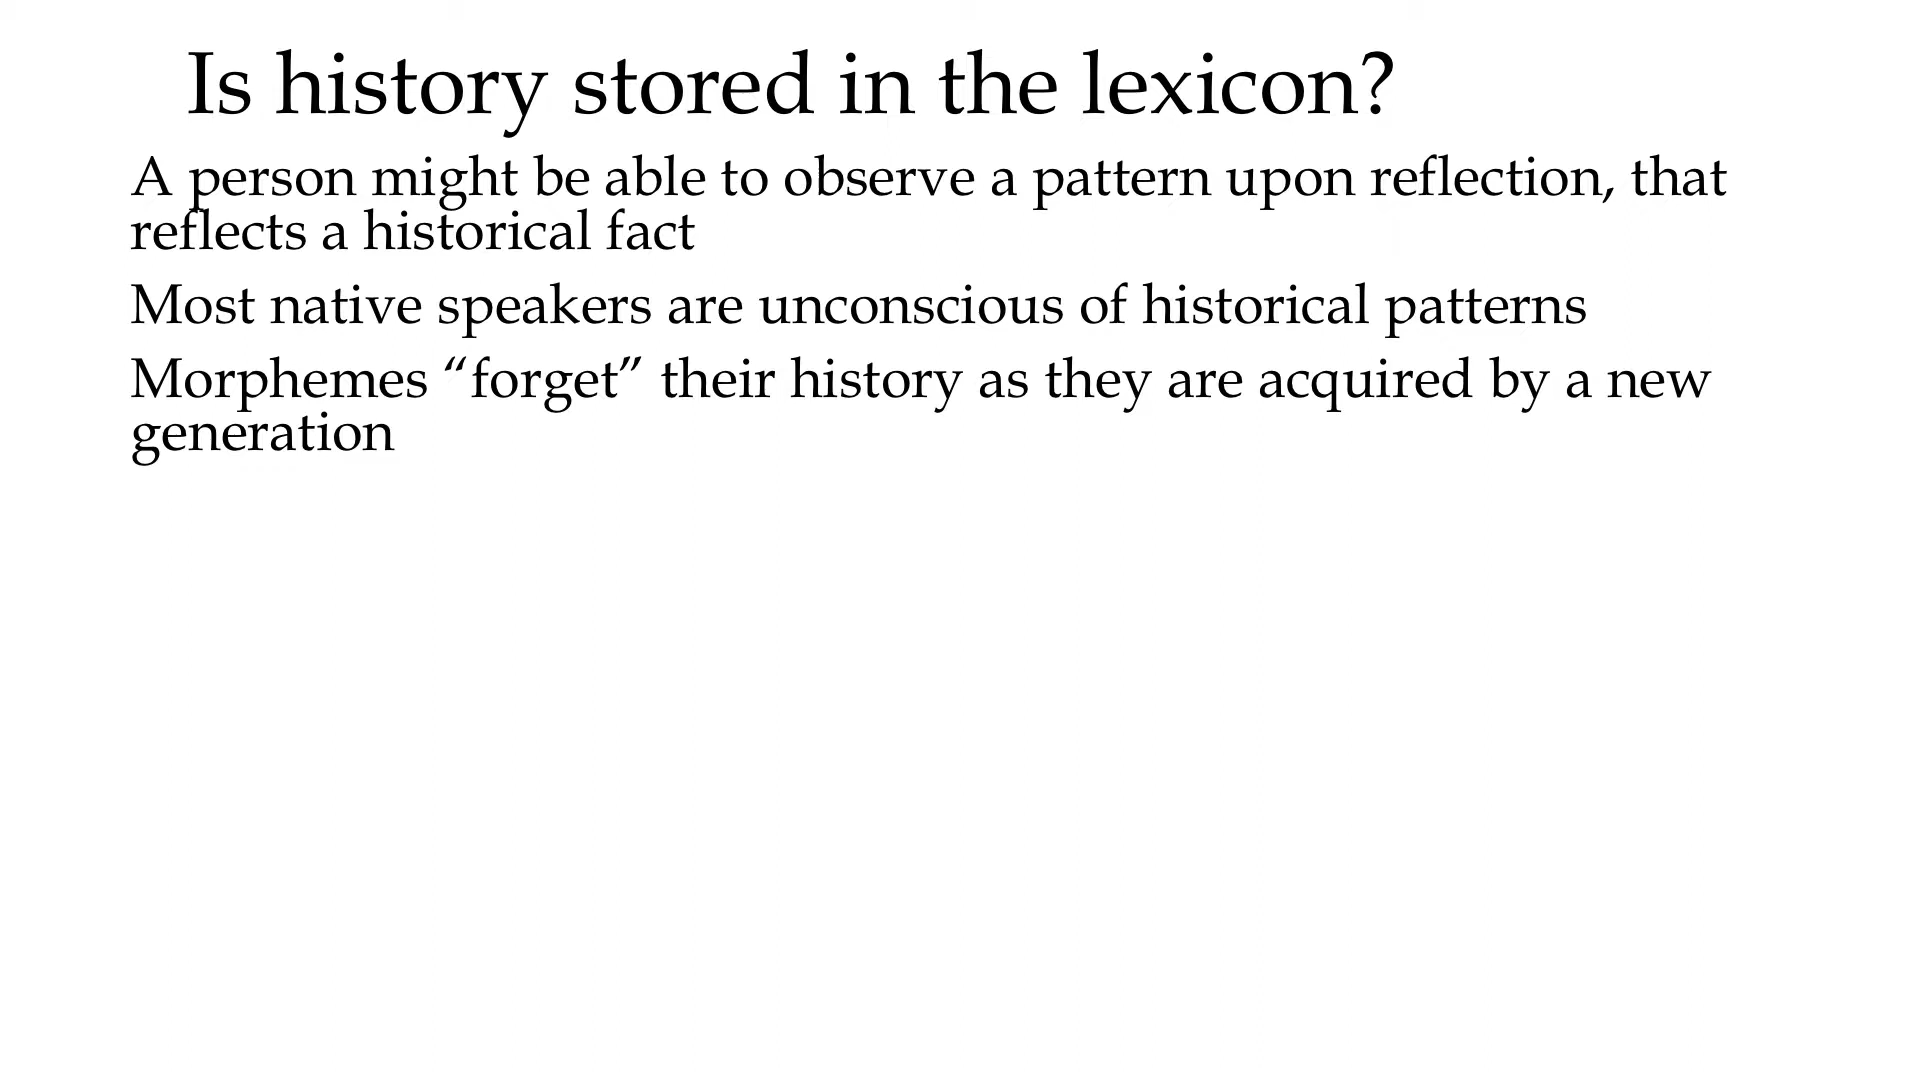 Is history stored in the lexicon?
A person might be able to observe a pattern upon reflection, that
reflects a historical fact
Most native speakers are unconscious of historical patterns
Morphemes “forget” their history as they are acquired by a new
generation